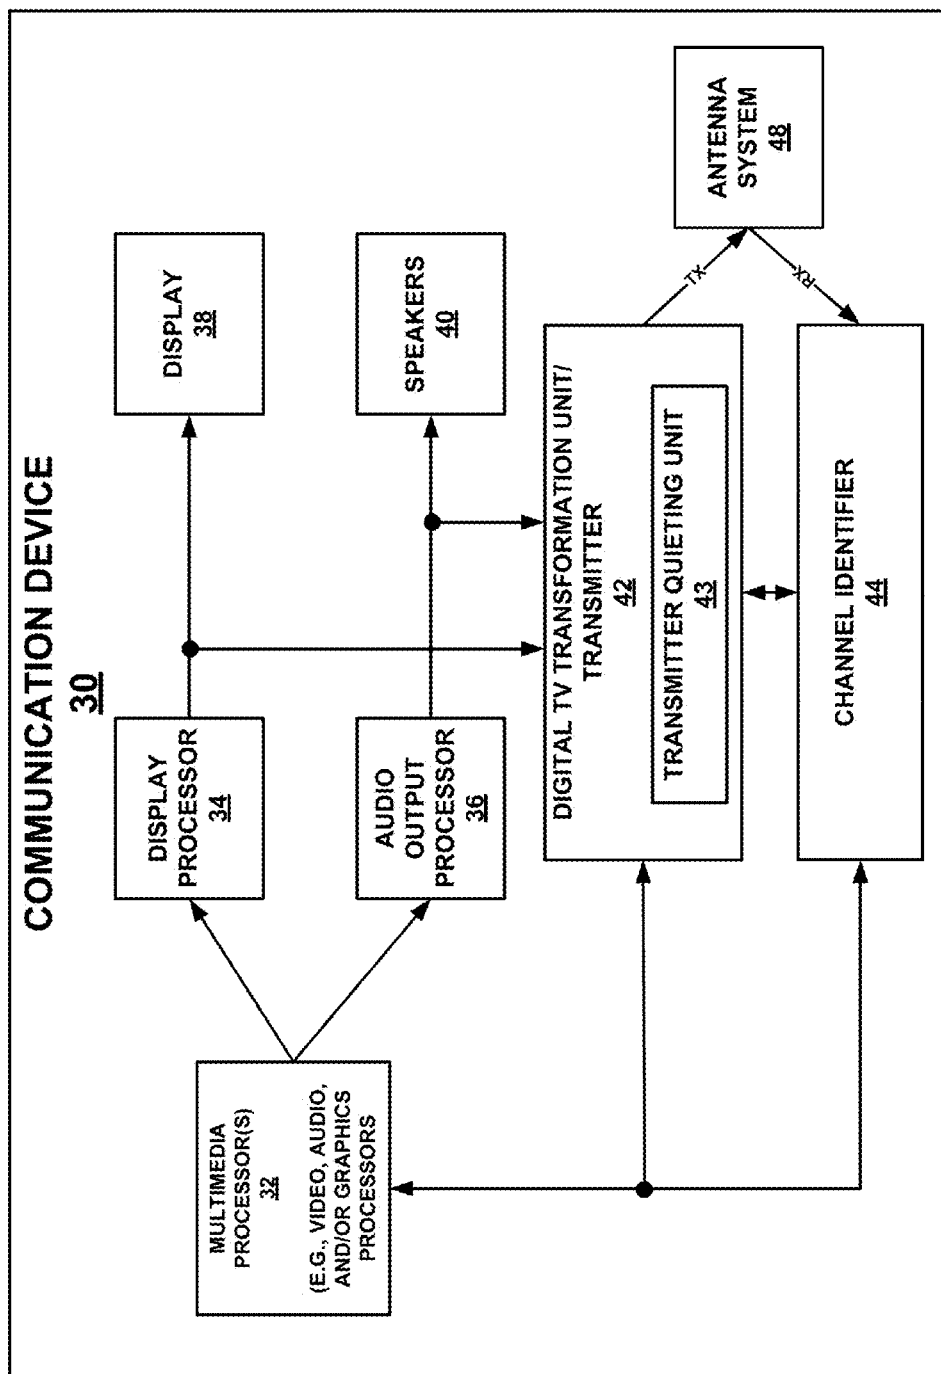 COMMUNICATION DEVICE
30
MULTIMEDIA
PROCESSOR(S)
32
(E.G., VIDEO, AUDIO,
AND/OR GRAPHICS
PROCESSORS
DISPLAY
PROCESSOR
34
DISPLAY
38
AUDIO
OUTPUT
PROCESSOR
36
SPEAKERS
40
DIGITAL TV TRANSFORMATION UNIT/
TRANSMITTER
42
TRANSMITTER QUIETING UNIT
43
TX
ANTENNA
SYSTEM
48
RX
CHANNEL IDENTIFIER
44